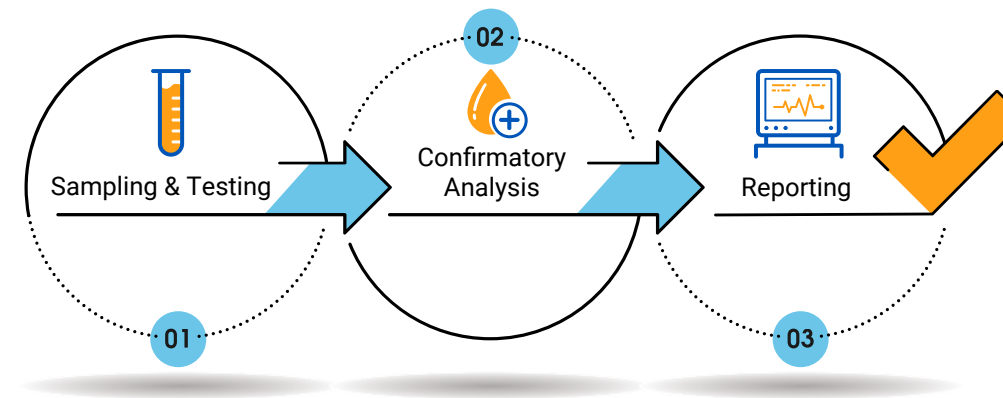 02
Sampling & Testing
Confirmatory
Analysis
Reporting
01
03